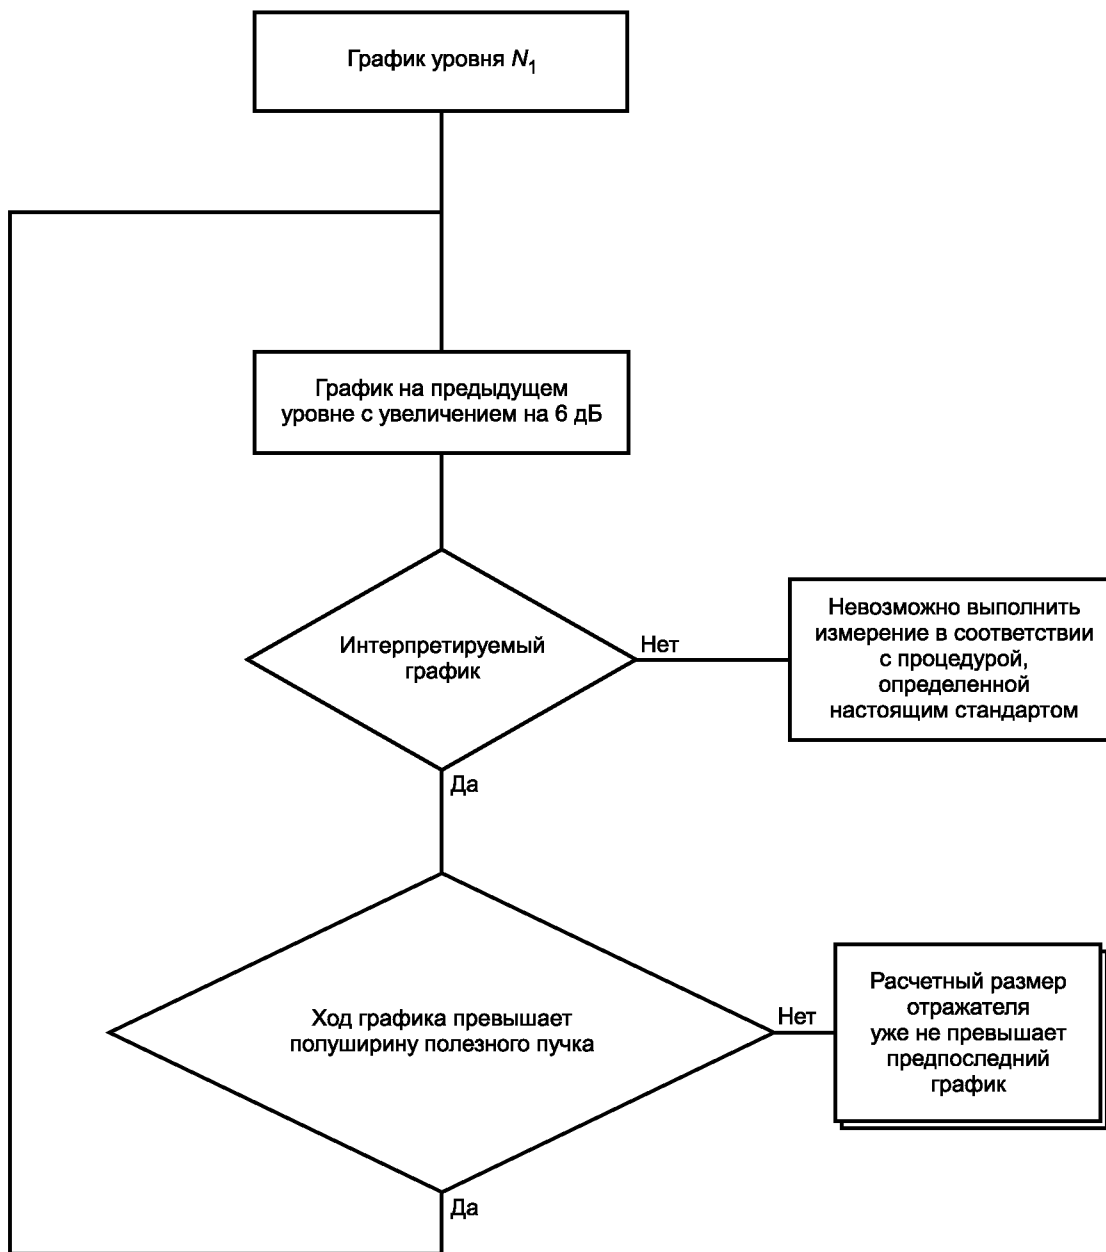 График уровня N1
График на предыдущем
уровне с увеличением на 6 дБ
Интерпретируемый
график
Нет
Невозможно выполнить
измерение в соответствии
с процедурой,
определенной
настоящим стандартом
Да
Ход графика превышает
полуширину полезного пучка
Нет
Расчетный размер
отражателя
уже не превышает
предпоследний
график
Да